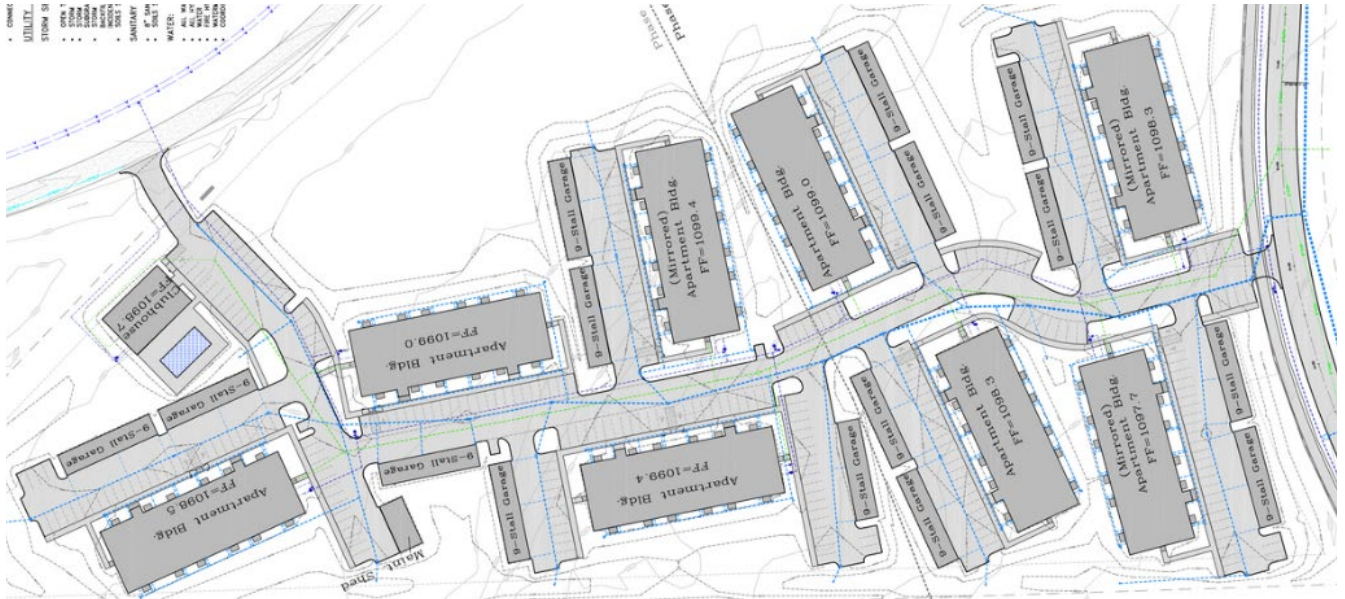 UTILITY
STORM S
SANITARY
WATER:
Phase
Phase
Clubhouse
FF=1098.7
9-Stall Garage
9-Stall Garage
Apartment Bldg.
FF=1098.5
Maint
Shed
Apartment Bldg.
FF=1099.0
9-Stall Garage
9-Stall Garage
9-Stall Garage
9-Stall Garage
Apartment Bldg.
(Mirrored)
FF=1099.4
Apartment Bldg.
FF=1099.4
9-Stall Garage
Apartment Bldg.
FF=1099.0
9-Stall Garage
9-Stall Garage
9-Stall Garage
9-Stall Garage
Apartment Bldg.
(Mirrored)
FF=1098.3
9-Stall Garage
9-Stall Garage
Apartment Bldg.
FF=1098.3
Apartment Bldg.
(Mirrored)
FF=1097.7
9-Stall Garage
9-Stall Garage